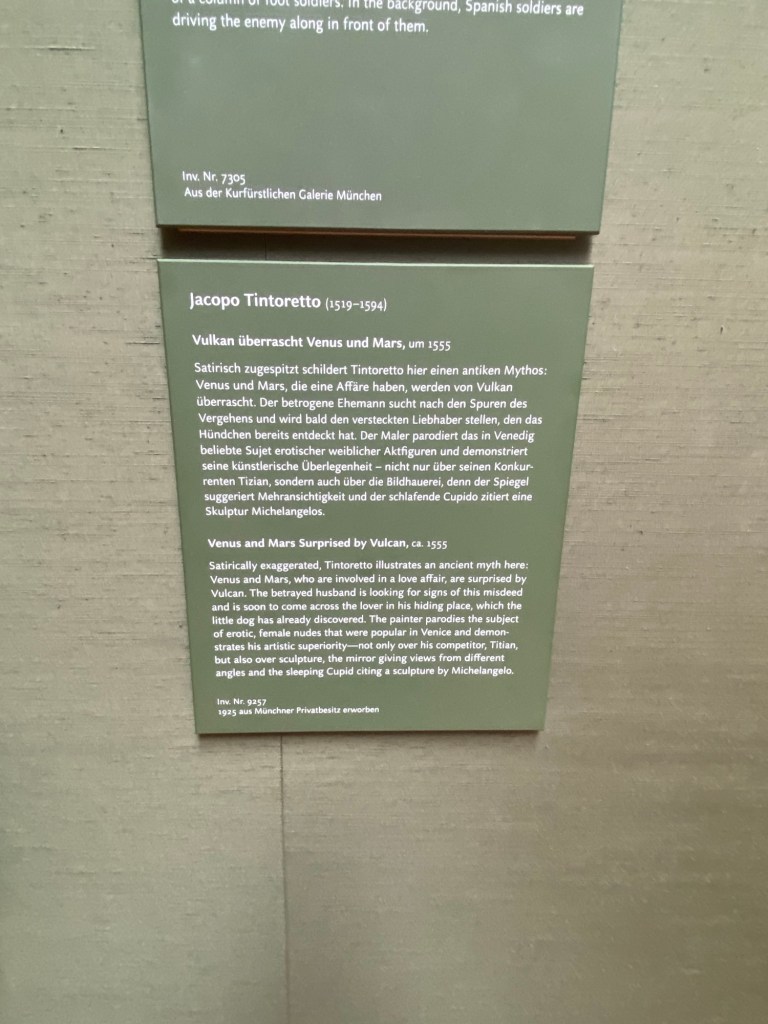 of a column of foot soldiers. In the background, Spanish soldiers are
driving the enemy along in front of them.
Inv. Nr. 7305
Aus der Kurfürstlichen Galerie München
Jacopo Tintoretto (1519–1594)
Vulkan überrascht Venus und Mars, um 1555
Satirisch zugespitzt schildert Tintoretto hier einen antiken Mythos:
Venus und Mars, die eine Affäre haben, werden von Vulkan
überrascht. Der betrogene Ehemann sucht nach den Spuren des
Vergehens und wird bald den versteckten Liebhaber stellen, den das
Hündchen bereits entdeckt hat. Der Maler parodiert das in Venedig
beliebte Sujet erotischer weiblicher Aktfiguren und demonstriert
seine künstlerische Überlegenheit – nicht nur über seinen Konkur-
renten Tizian, sondern auch über die Bildhauerei, denn der Spiegel
suggeriert Mehransichtigkeit und der schlafende Cupido zitiert eine
Skulptur Michelangelos.
Venus and Mars Surprised by Vulcan, ca. 1555
Satirically exaggerated, Tintoretto illustrates an ancient myth here:
Venus and Mars, who are involved in a love affair, are surprised by
Vulcan. The betrayed husband is looking for signs of this misdeed
and is soon to come across the lover in his hiding place, which the
little dog has already discovered. The painter parodies the subject
of erotic, female nudes that were popular in Venice and demon-
strates his artistic superiority—not only over his competitor, Titian,
but also over sculpture, the mirror giving views from different
angles and the sleeping Cupid citing a sculpture by Michelangelo.
Inv. Nr. 9257
1925 aus Münchner Privatbesitz erworben